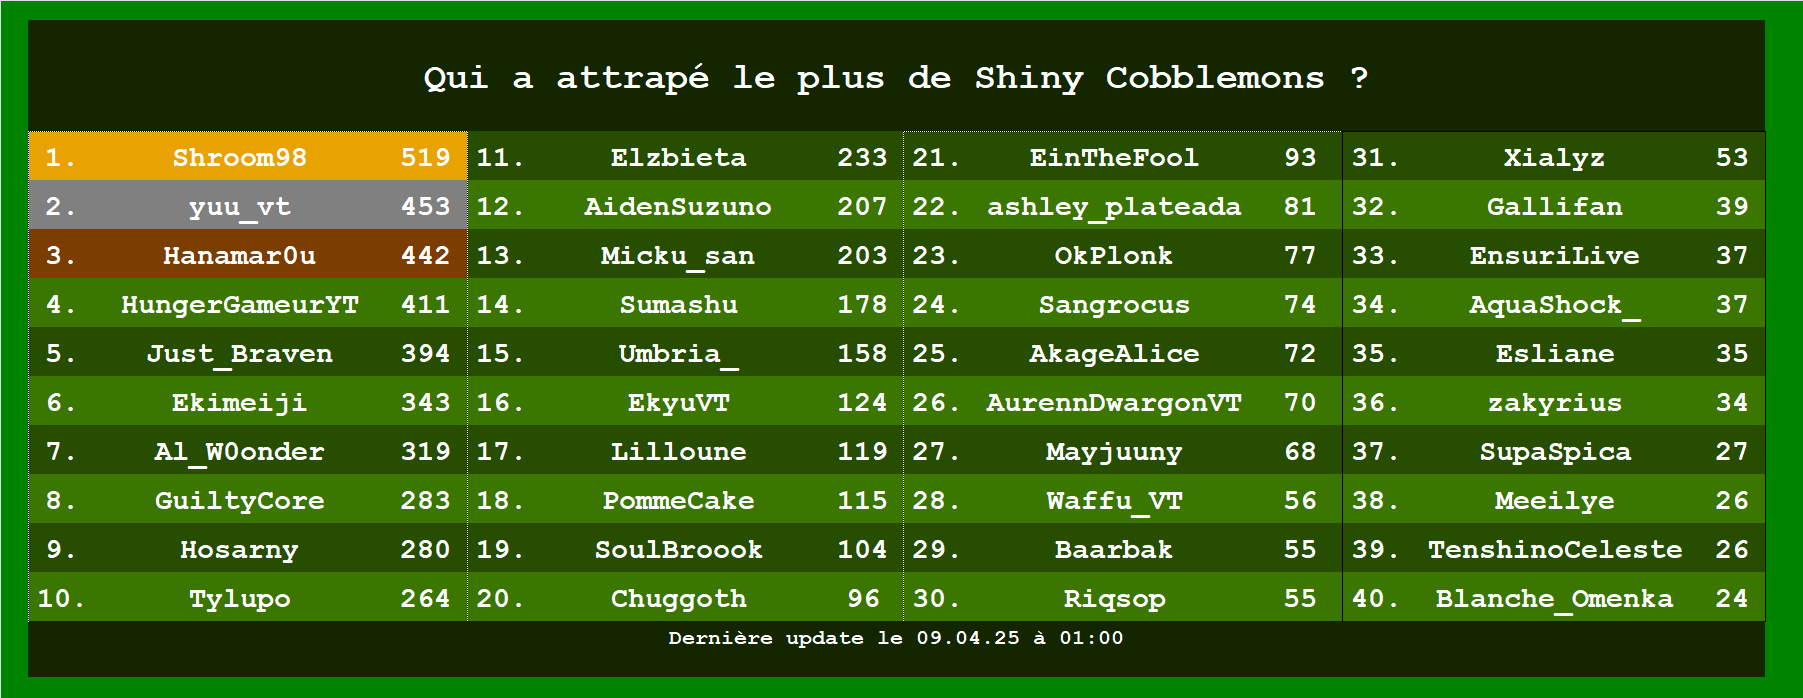 Qui a attrapé le plus de Shiny Cobblemons ?
1. Shroom98 519 11. Elzbieta 233 21. EinTheFool 93 31. Xialyz 53
2. yuu_vt 453 12. AidenSuzuno 207 22. ashley_plateada 81 32. Gallifan 39
3. Hanamar0u 442 13. Micku_san 203 23. OkPlonk 77 33. EnsuriLive 37
4. HungerGameurYT 411 14. Sumashu 178 24. Sangrocus 74 34. AquaShock_ 37
5. Just_Braven 394 15. Umbria_ 158 25. AkageAlice 72 35. Esliane 35
6. Ekimeiji 343 16. EkyuVT 124 26. AurennDwargonVT 70 36. zakyrius 34
7. Al_W0onder 319 17. Lilloune 119 27. Mayjuuny 68 37. SupaSpica 27
8. GuiltyCore 283 18. PommeCake 115 28. Waffu_VT 56 38. Meeilye 26
9. Hosarny 280 19. SoulBroook 104 29. Baarbak 55 39. TenshinoCeleste 26
10. Tylupo 264 20. Chuggoth 96 30. Riqsop 55 40. Blanche_Omenka 24
Dernière update le 09.04.25 à 01:00